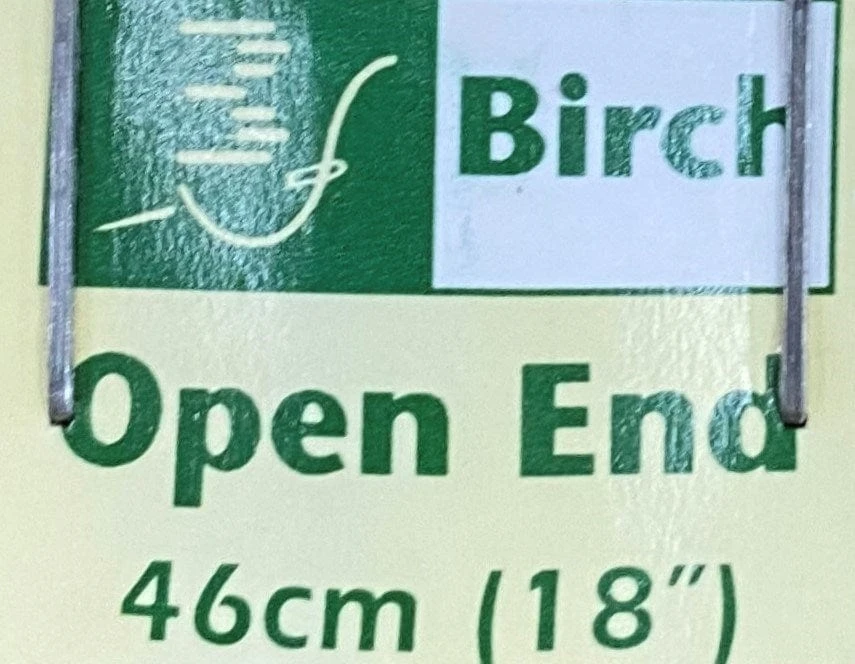 Birch
Open End
46cm (18″)